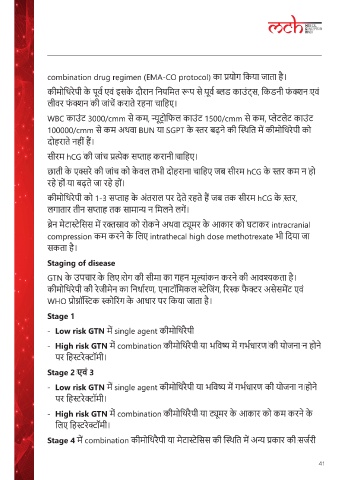 mch
combination drug regimen (EMA-CO protocol) का प्रयोग किया जाता है।
कीमोथिरेपी के पूर्व एवं इसके दौरान नियमित रूप से पूर्व ब्लड काउंट्स, किडनी फंक्शन एवं
लीवर फंक्शन की जांचें कराते रहना चाहिए।
WBC काउंट 3000/cmm से कम, न्यूट्रोफिल काउंट 1500/cmm से कम, प्लेटलेट काउंट
100000/cmm से कम अथवा BUN या SGPT के स्तर बढ़ने की स्थिति में कीमोथिरेपी को
दोहराते नहीं हैं।
सीरम hCG की जांच प्रत्येक सप्ताह करानी चाहिए।
छाती के एक्सरे की जांच को केवल तभी दोहराना चाहिए जब सीरम hCG के स्तर कम न हो
रहे हों या बढ़ते जा रहे हों।
कीमोथिरेपी को 1-3 सप्ताह के अंतराल पर देते रहते हैं जब तक सीरम hCG के स्तर,
लगातार तीन सप्ताह तक सामान्य न मिलने लगें।
ब्रेन मेटास्टेसिस में रक्तस्राव को रोकने अथवा ट्यूमर के आकार को घटाकर intracranial
compression कम करने के लिए intrathecal high dose methotrexate भी दिया जा
सकता है।
Staging of disease
GTN के उपचार के लिए रोग की सीमा का गहन मूल्यांकन करने की आवश्यकता है।
कीमोथिरेपी की रेजीमेन का निर्धारण, एनाटॉमिकल स्टेजिंग, रिस्क फैक्टर असेसमेंट एवं
WHO प्रोग्नॉस्टिक स्कोरिंग के आधार पर किया जाता है।
Stage 1
- Low risk GTN में single agent कीमोथिरैपी
- High risk GTN में combination कीमोथिरैपी या भविष्य में गर्भधारण की योजना न होने
पर हिस्टरेक्टॉमी।
Stage 2 एवं 3
- Low risk GTN में single agent कीमोथिरैपी या भविष्य में गर्भधारण की योजना न होने
पर हिस्टरेक्टॉमी।
- High risk GTN में combination कीमोथिरैपी या ट्यूमर के आकार को कम करने के
लिए हिस्टरेक्टॉमी।
Stage 4 में combination कीमोथिरैपी या मेटास्टेसिस की स्थिति में अन्य प्रकार की सर्जरी
41